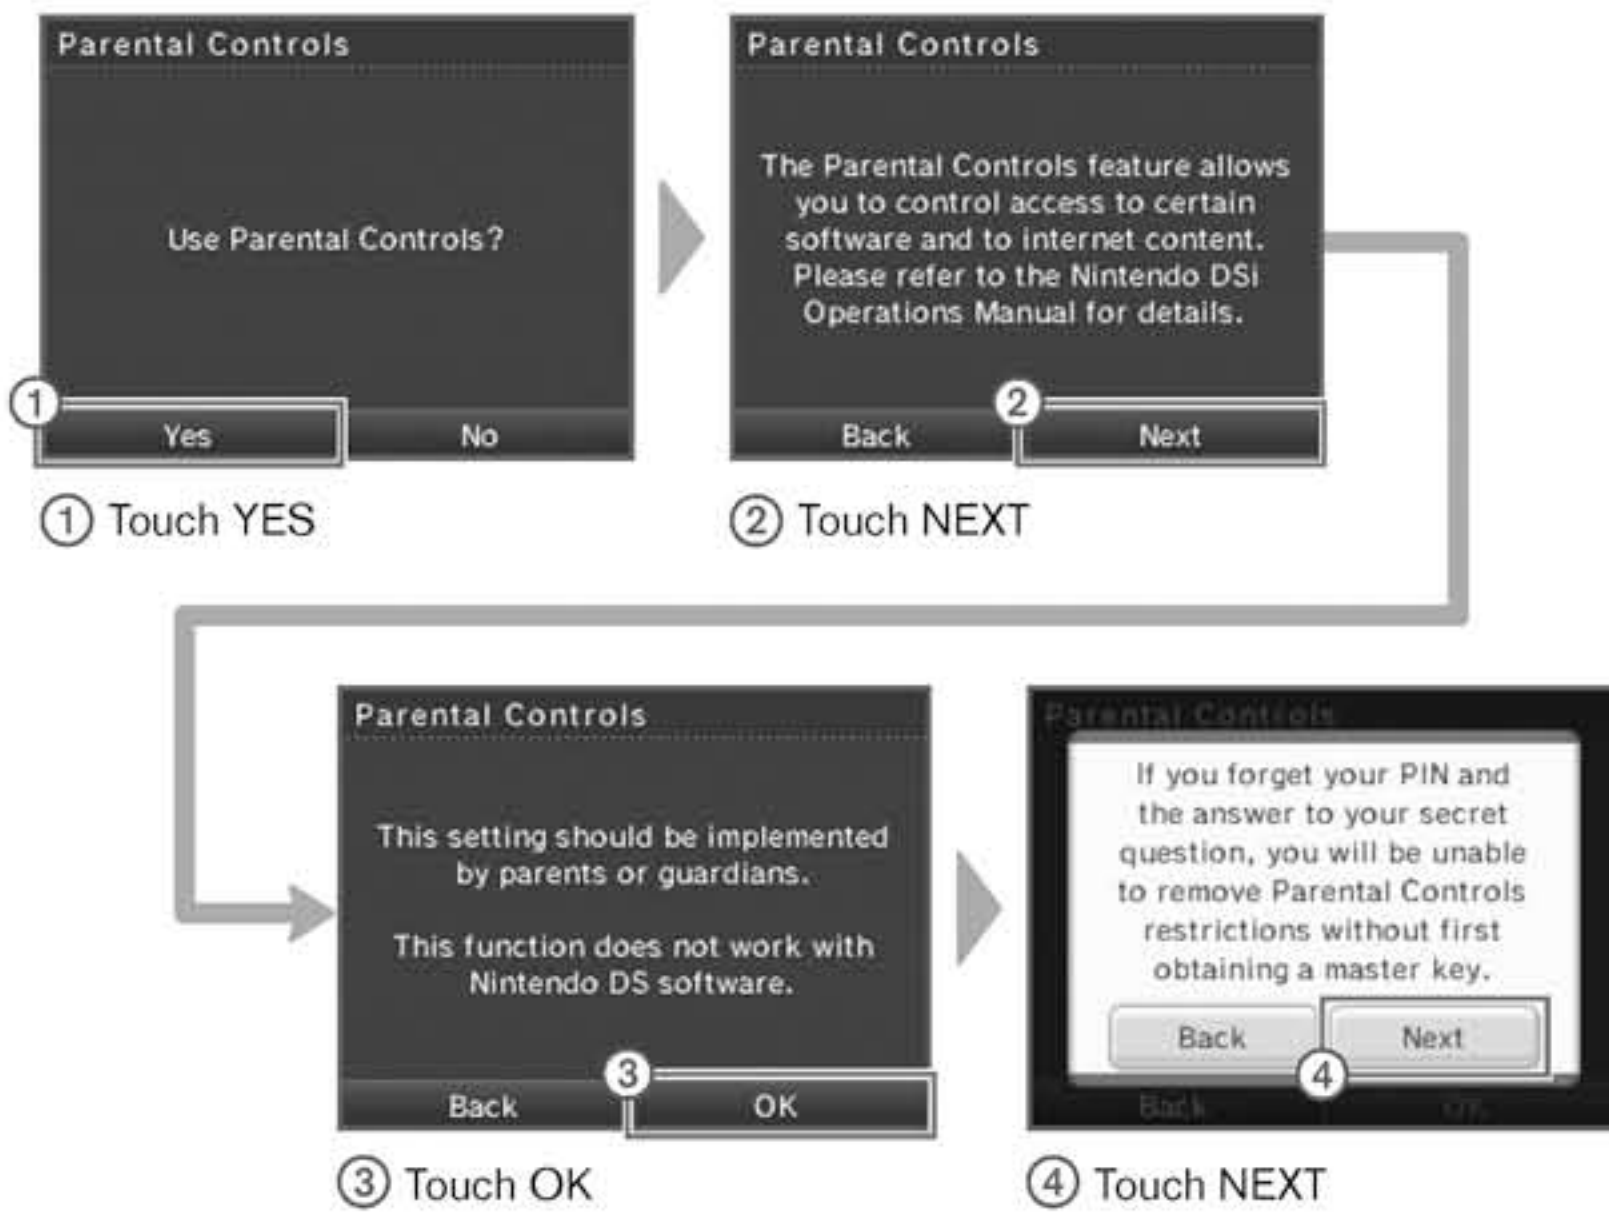 Parental Controls
Use Parental Controls?
1
Yes
No
① Touch YES
Parental Controls
The Parental Controls feature allows
you to control access to certain
software and to internet content.
Please refer to the Nintendo DSi
Operations Manual for details.
2
Back
Next
② Touch NEXT
Parental Controls
This setting should be implemented
by parents or guardians.
This function does not work with
Nintendo DS software.
3
Back
OK
③ Touch OK
Parental Controls
If you forget your PIN and
the answer to your secret
question, you will be unable
to remove Parental Controls
restrictions without first
obtaining a master key.
Back
Next
4
Back
OK
④ Touch NEXT